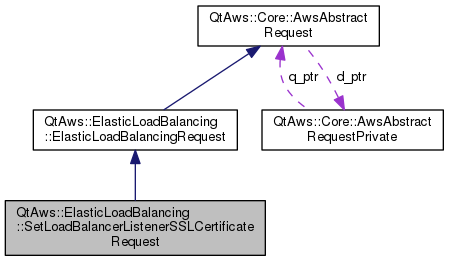 QtAws::Core::AwsAbstract
Request
q_ptr
d_ptr
QtAws::ElasticLoadBalancing
::ElasticLoadBalancingRequest
QtAws::Core::AwsAbstract
RequestPrivate
QtAws::ElasticLoadBalancing
::SetLoadBalancerListenerSSLCertificate
Request